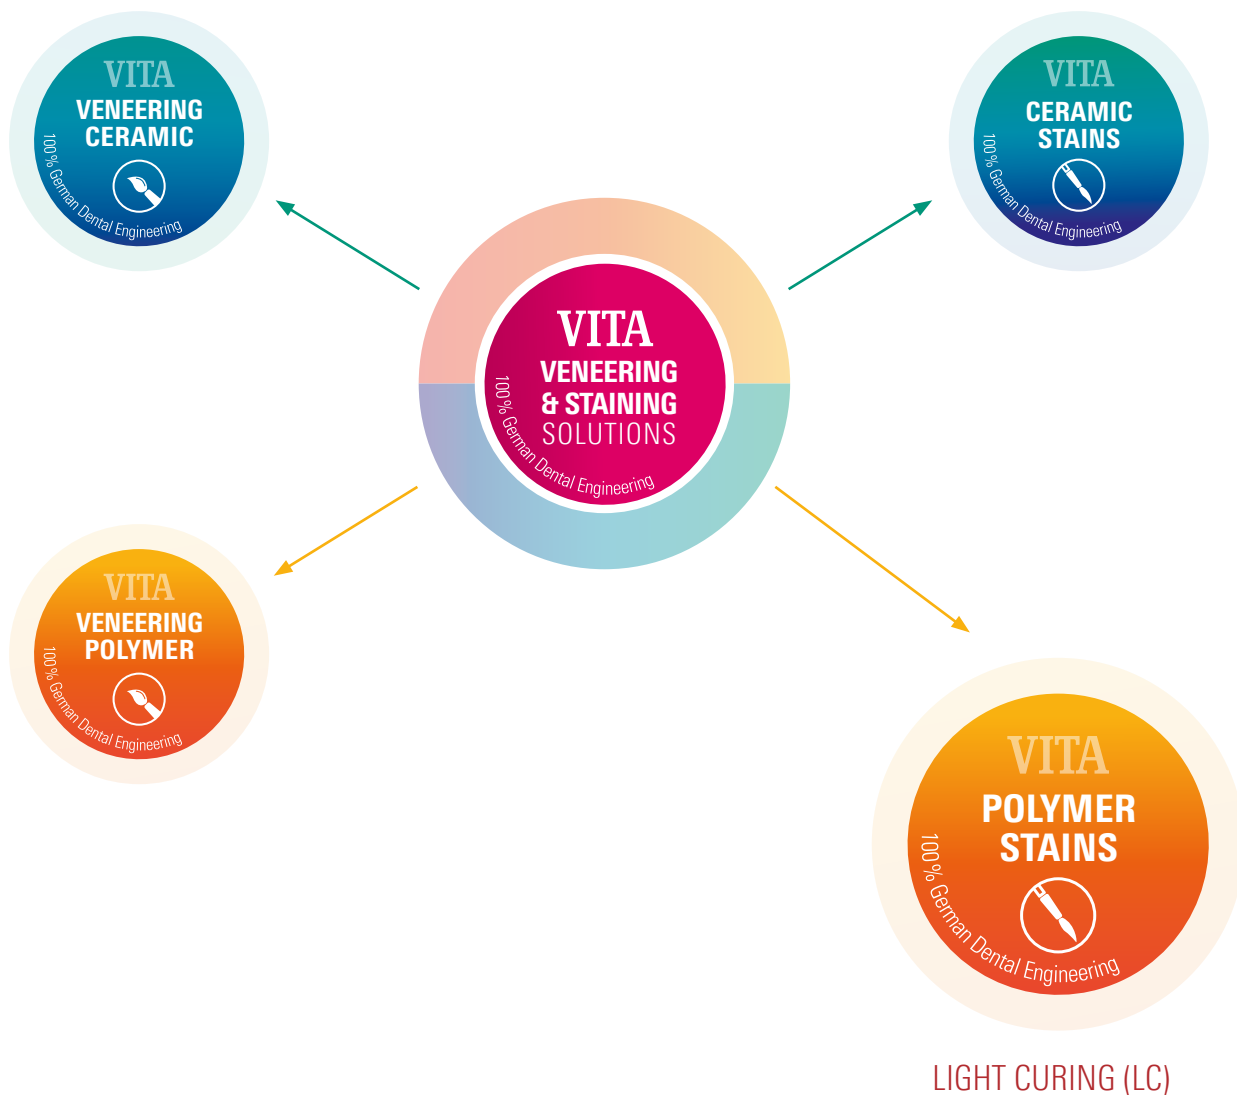 VITA
VENEERING
CERAMIC
100% German Dental Engineering
VITA
CERAMIC
STAINS
100% German Dental Engineering
VITA
VENEERING
& STAINING
SOLUTIONS
100% German Dental Engineering
VITA
VENEERING
POLYMER
100% German Dental Engineering
VITA
POLYMER
STAINS
100% German Dental Engineering
LIGHT CURING (LC)